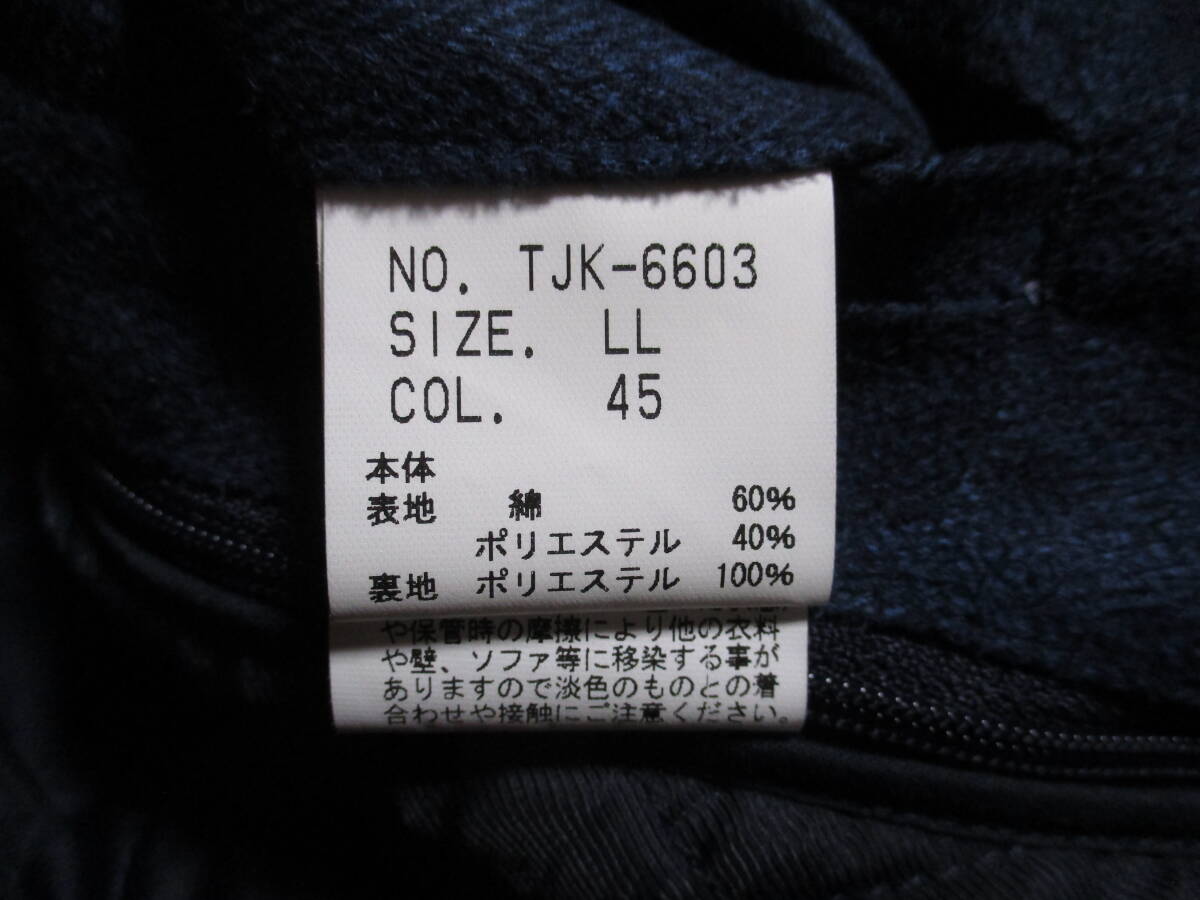 NO. TJK-6603
SIZE. LL
COL. 45
本体
表地 綿 60%
ポリエステル 40%
裏地 ポリエステル 100%
や保管時の摩擦により他の衣料
や壁、ソファ等に移染する事が
ありますので淡色のものとの着
合わせや接触にご注意ください。